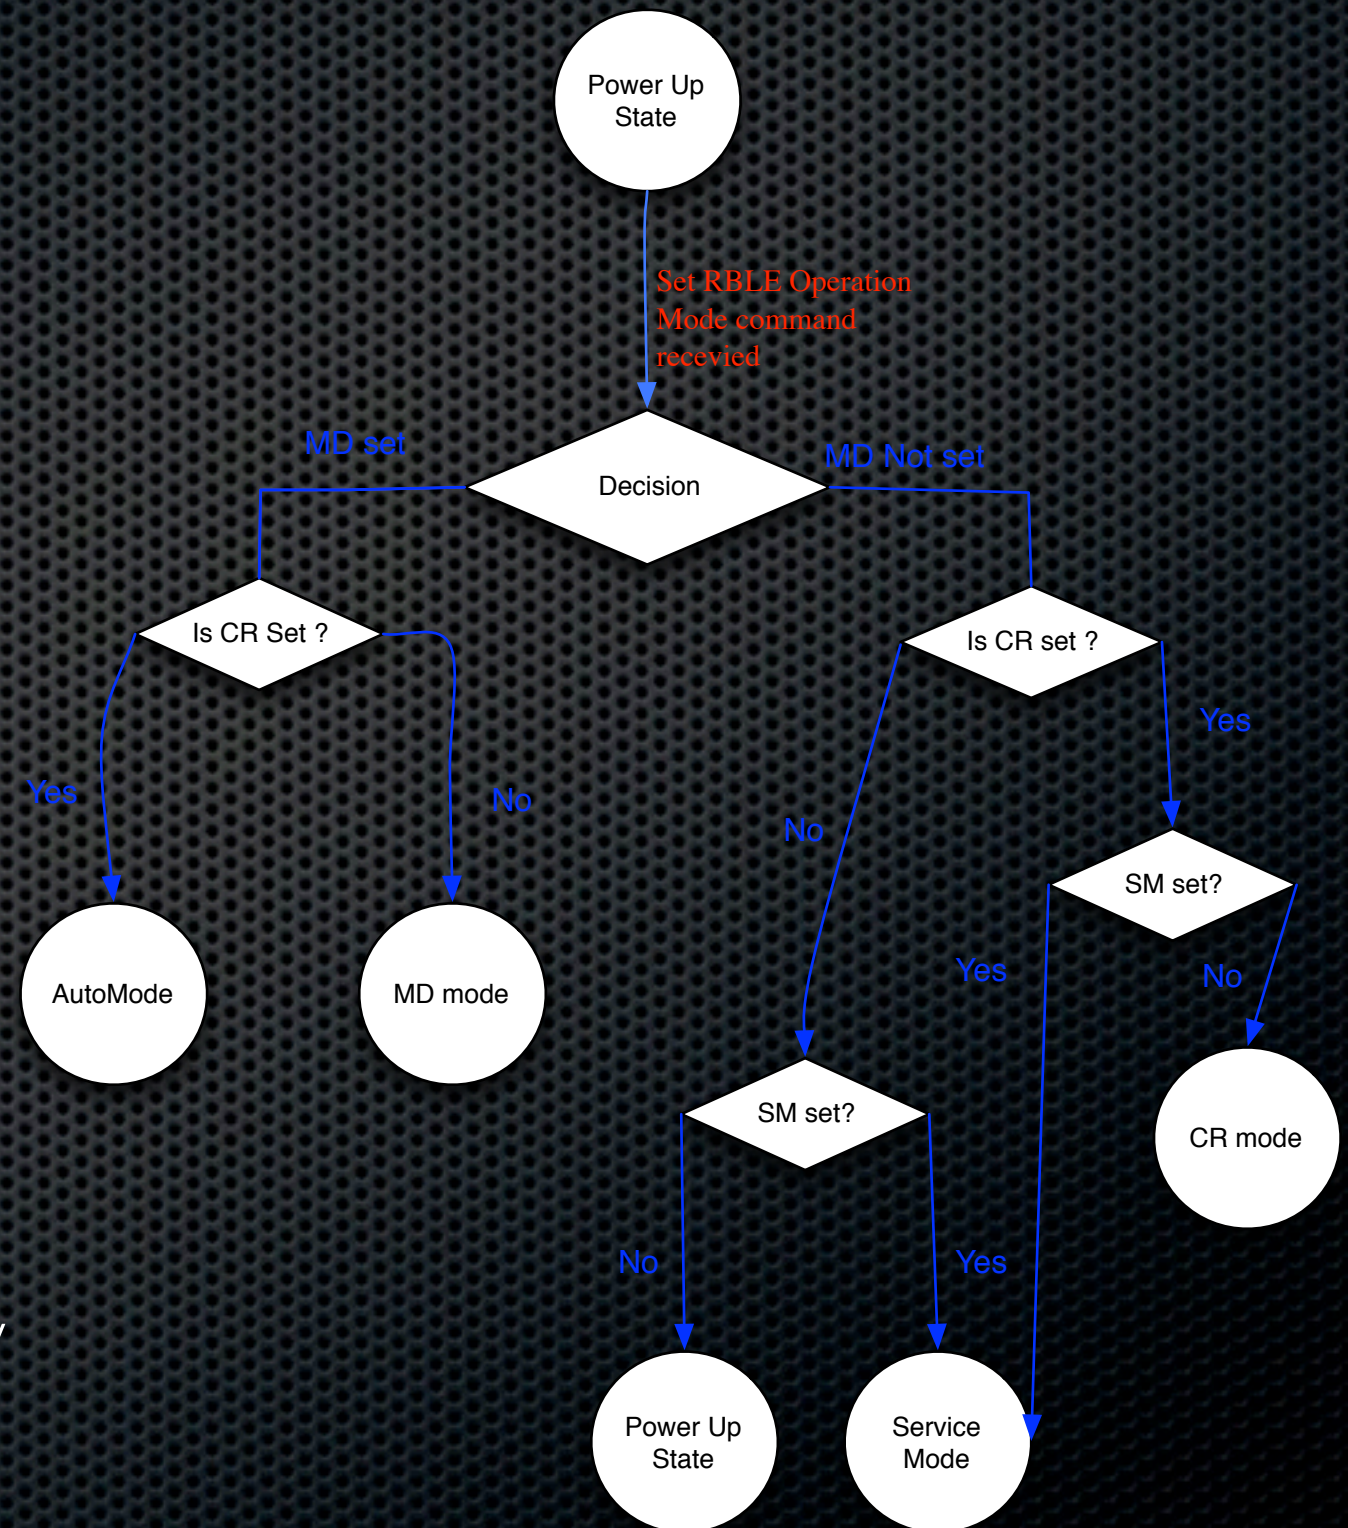 Power Up
State
Set RBLE Operation
Mode command
recevied
MD set
MD Not set
Decision
Is CR Set ?
Is CR set ?
Yes
Yes
No
No
SM set?
Yes
No
AutoMode
MD mode
SM set?
CR mode
No
Yes
Power Up
State
Service
Mode